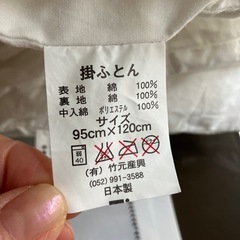 掛ふとん
表地 綿 100%
裏地 綿 100%
中入綿 ポリエステル 100%
サイズ
95cm×120cm
弱 40
(有)竹元産興
(052)991-3588
日本製